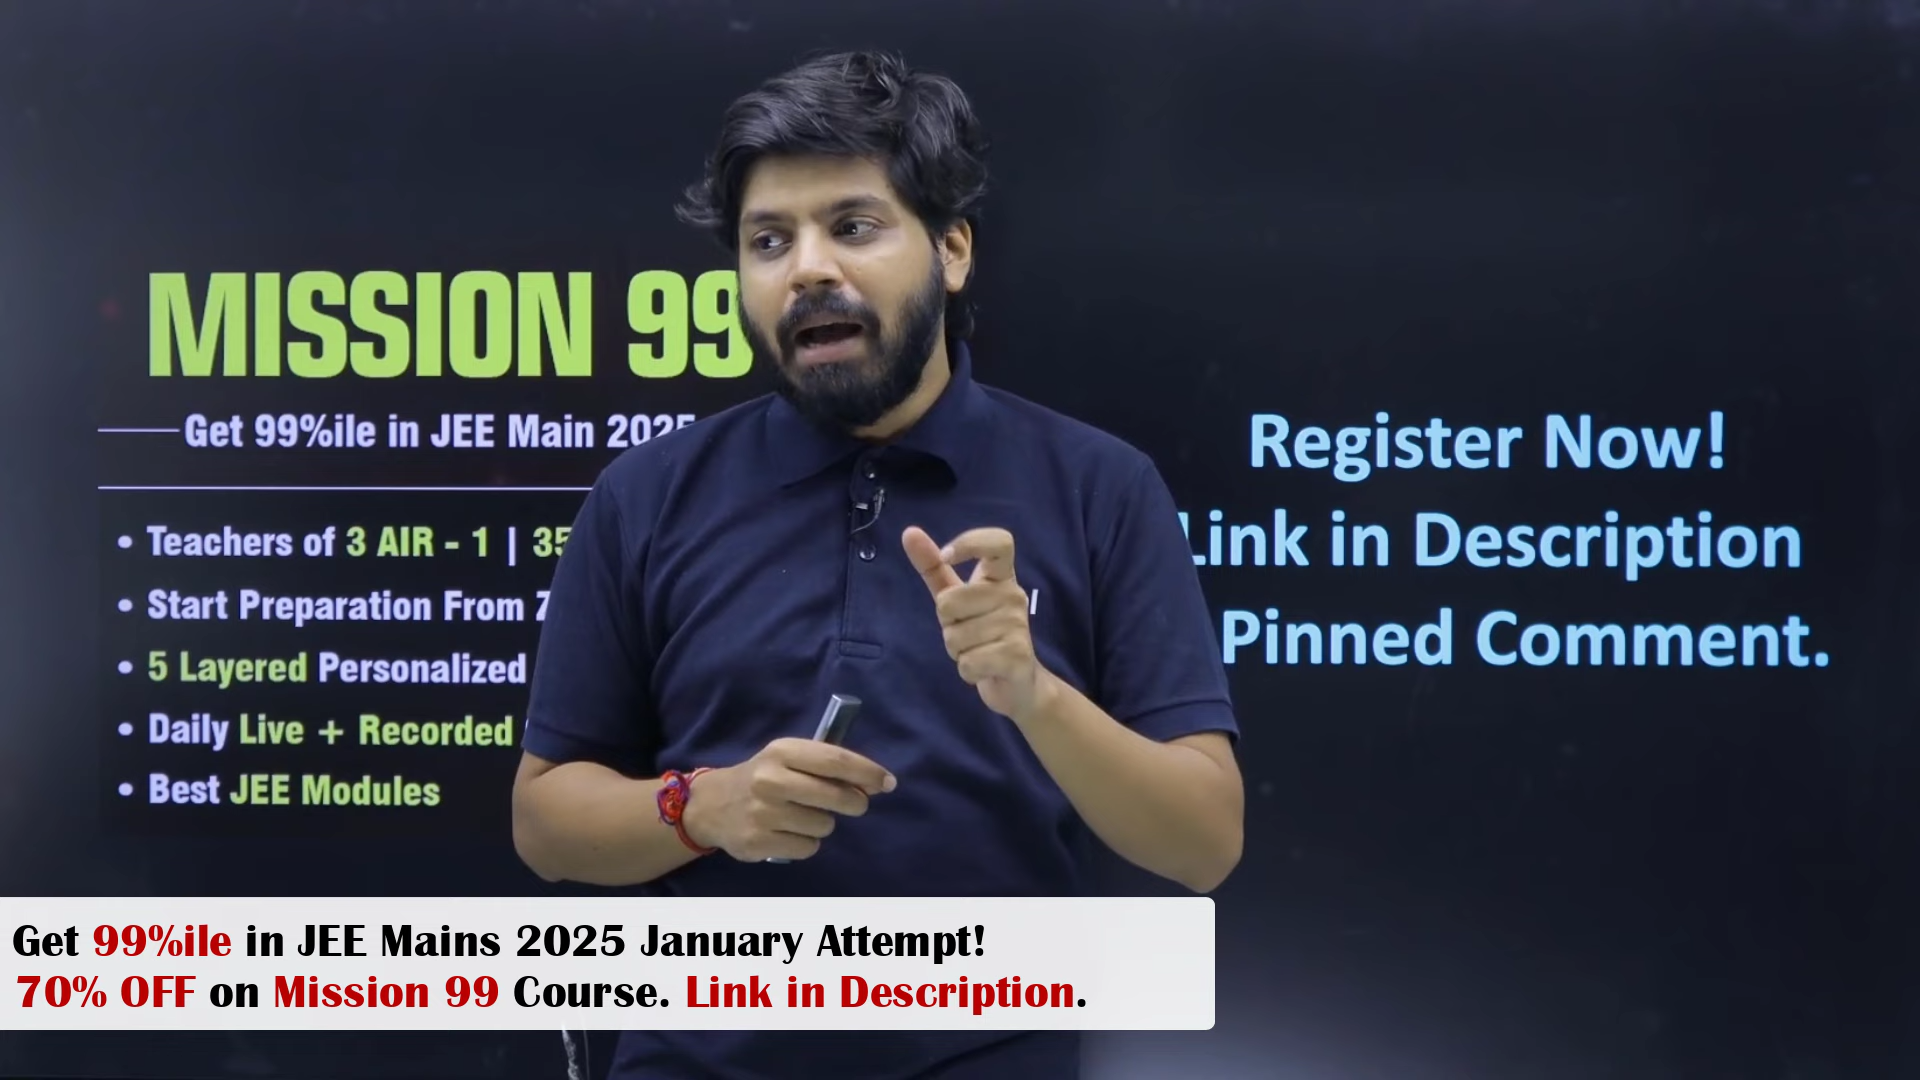 MISSION 99
Get 99%ile in JEE Main 2025
• Teachers of 3 AIR - 1 | 35
• Start Preparation From
• 5 Layered Personalized
• Daily Live + Recorded
• Best JEE Modules
Register Now!
Link in Description
Pinned Comment.
Get 99%ile in JEE Mains 2025 January Attempt!
70% OFF on Mission 99 Course. Link in Description.